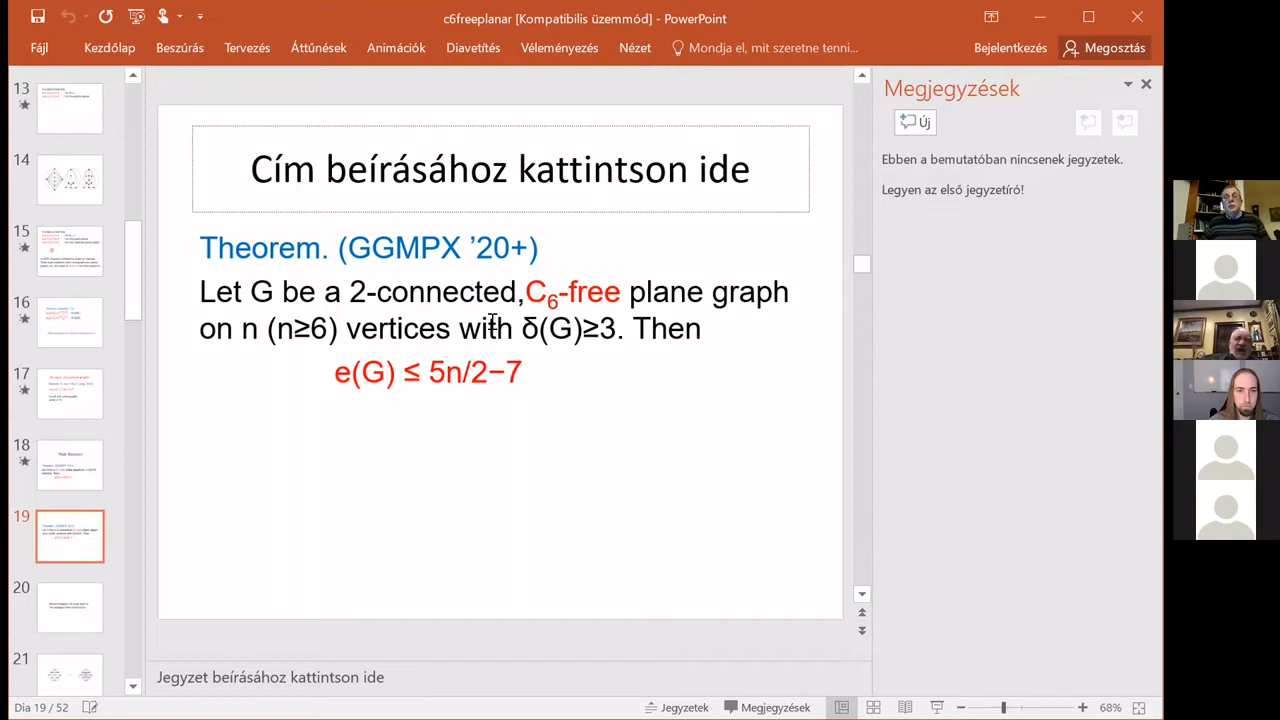 c6freeplanar [Kompatibilis üzemmód] - PowerPoint
Fájl Kezdőlap Beszúrás Tervezés Áttűnések Animációk Diavetítés Véleményezés Nézet Mondja el, mit szeretne tenni... Bejelentkezés Megosztás
13
14
15
16
17
18
19
20
21
Cím beírásához kattintson ide
Theorem. (GGMPX ’20+)
Let G be a 2-connected,C₆-free plane graph
on n (n≥6) vertices with δ(G)≥3. Then
e(G) ≤ 5n/2−7
Megjegyzések
Új
Ebben a bemutatóban nincsenek jegyzetek.
Legyen az első jegyzetíró!
Jegyzet beírásához kattintson ide
Dia 19 / 52 Jegyzetek Megjegyzések 68%